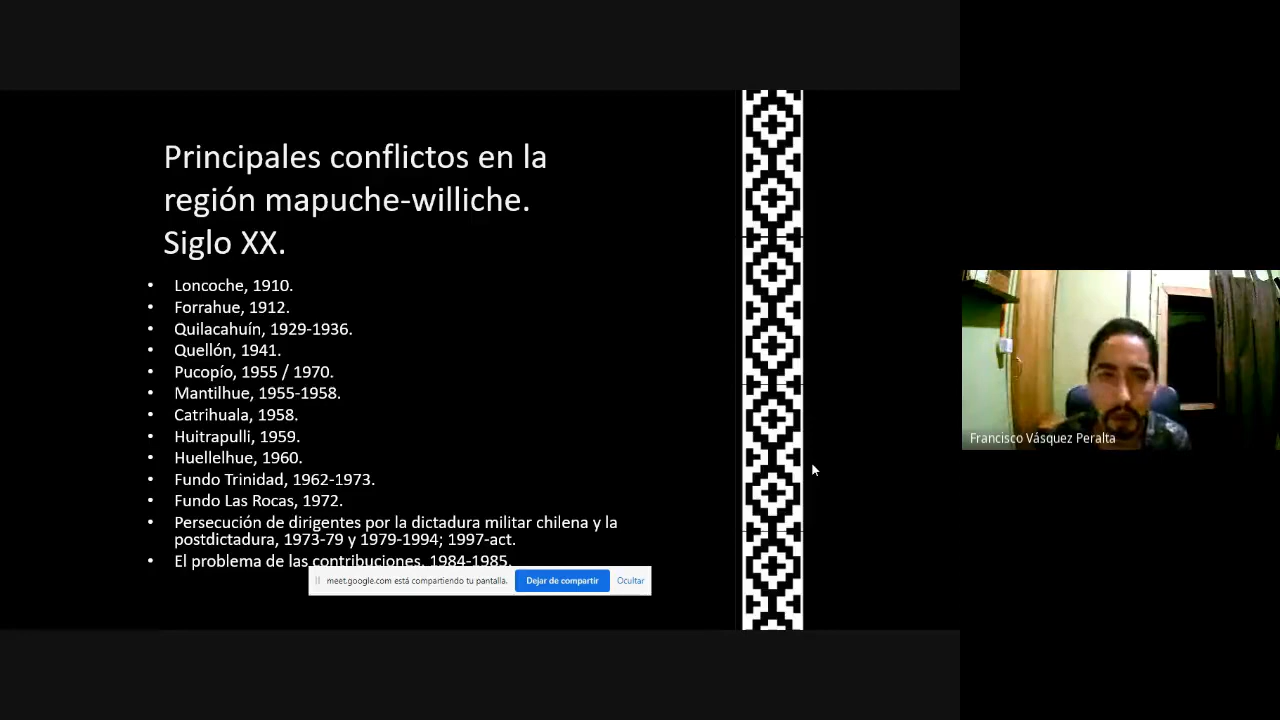 Principales conflictos en la
región mapuche-williche.
Siglo XX.
• Loncoche, 1910.
• Forrahue, 1912.
• Quilacahuín, 1929-1936.
• Quellón, 1941.
• Pucopío, 1955 / 1970.
• Mantilhue, 1955-1958.
• Catrihuala, 1958.
• Huitrapulli, 1959.
• Huellelhue, 1960.
• Fundo Trinidad, 1962-1973.
• Fundo Las Rocas, 1972.
• Persecución de dirigentes por la dictadura militar chilena y la
postdictadura, 1973-79 y 1979-1994; 1997-act.
• El problema de las contribuciones, 1984-1985.
meet.google.com está compartiendo tu pantalla. Dejar de compartir Ocultar
Francisco Vásquez Peralta